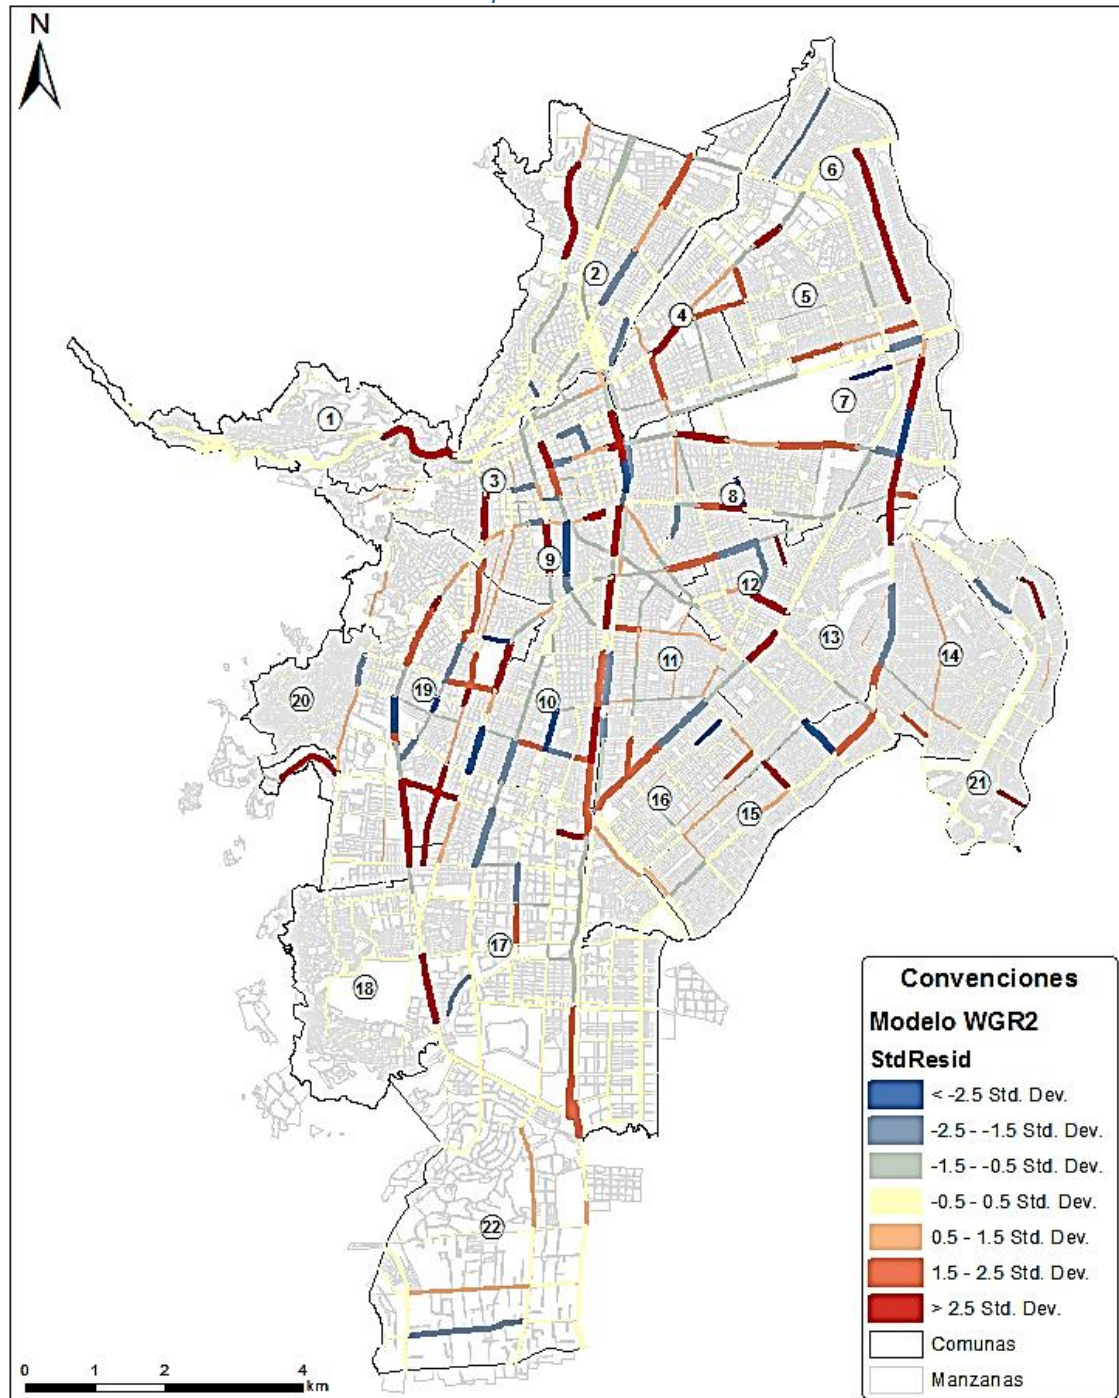 N
6
2
5
4
7
1
3
8
9
12
13
11
14
20
19
10
16
15
21
17
18
22
Convenciones
Modelo WGR2
StdResid
< -2.5 Std. Dev.
-2.5 - -1.5 Std. Dev.
-1.5 - -0.5 Std. Dev.
-0.5 - 0.5 Std. Dev.
0.5 - 1.5 Std. Dev.
1.5 - 2.5 Std. Dev.
> 2.5 Std. Dev.
Comunas
Manzanas
0 1 2 4
km